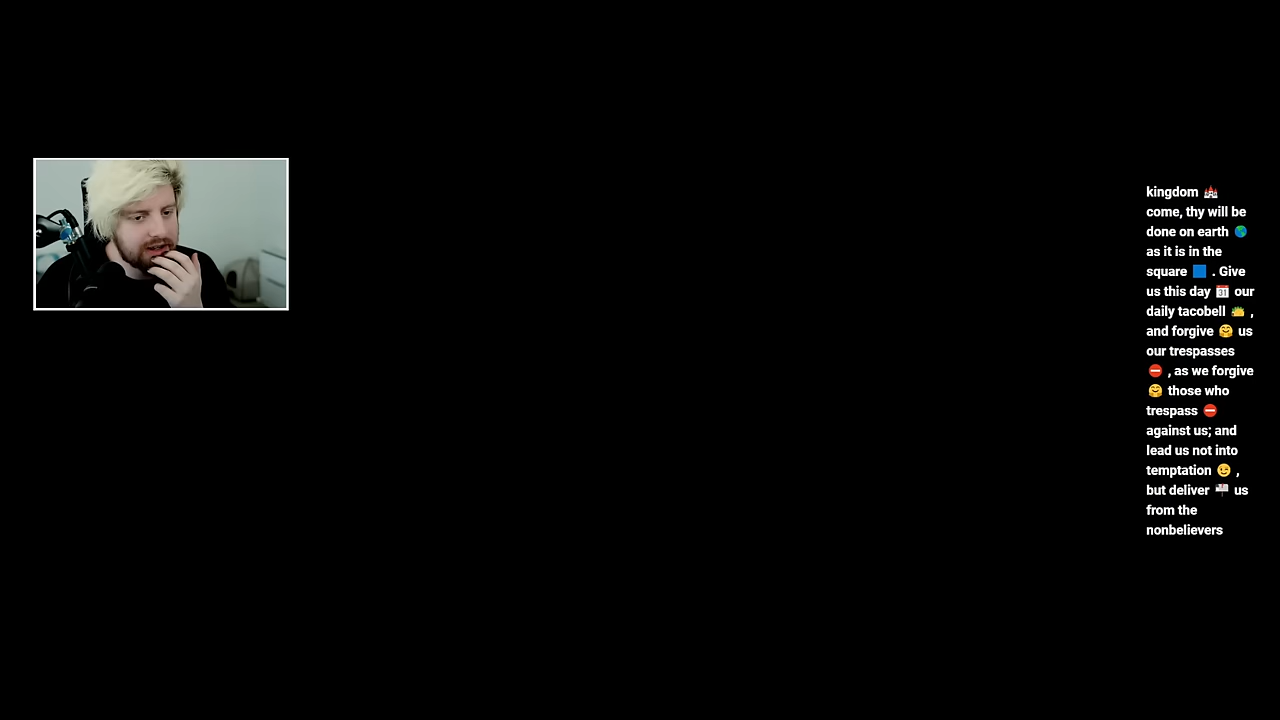 kingdom 🏰
come, thy will be
done on earth 🌎
as it is in the
square 🟦 . Give
us this day 📅 our
daily tacobell 🌮 ,
and forgive 🤗 us
our trespasses
⛔ , as we forgive
🤗 those who
trespass ⛔
against us; and
lead us not into
temptation 😉 ,
but deliver 📬 us
from the
nonbelievers